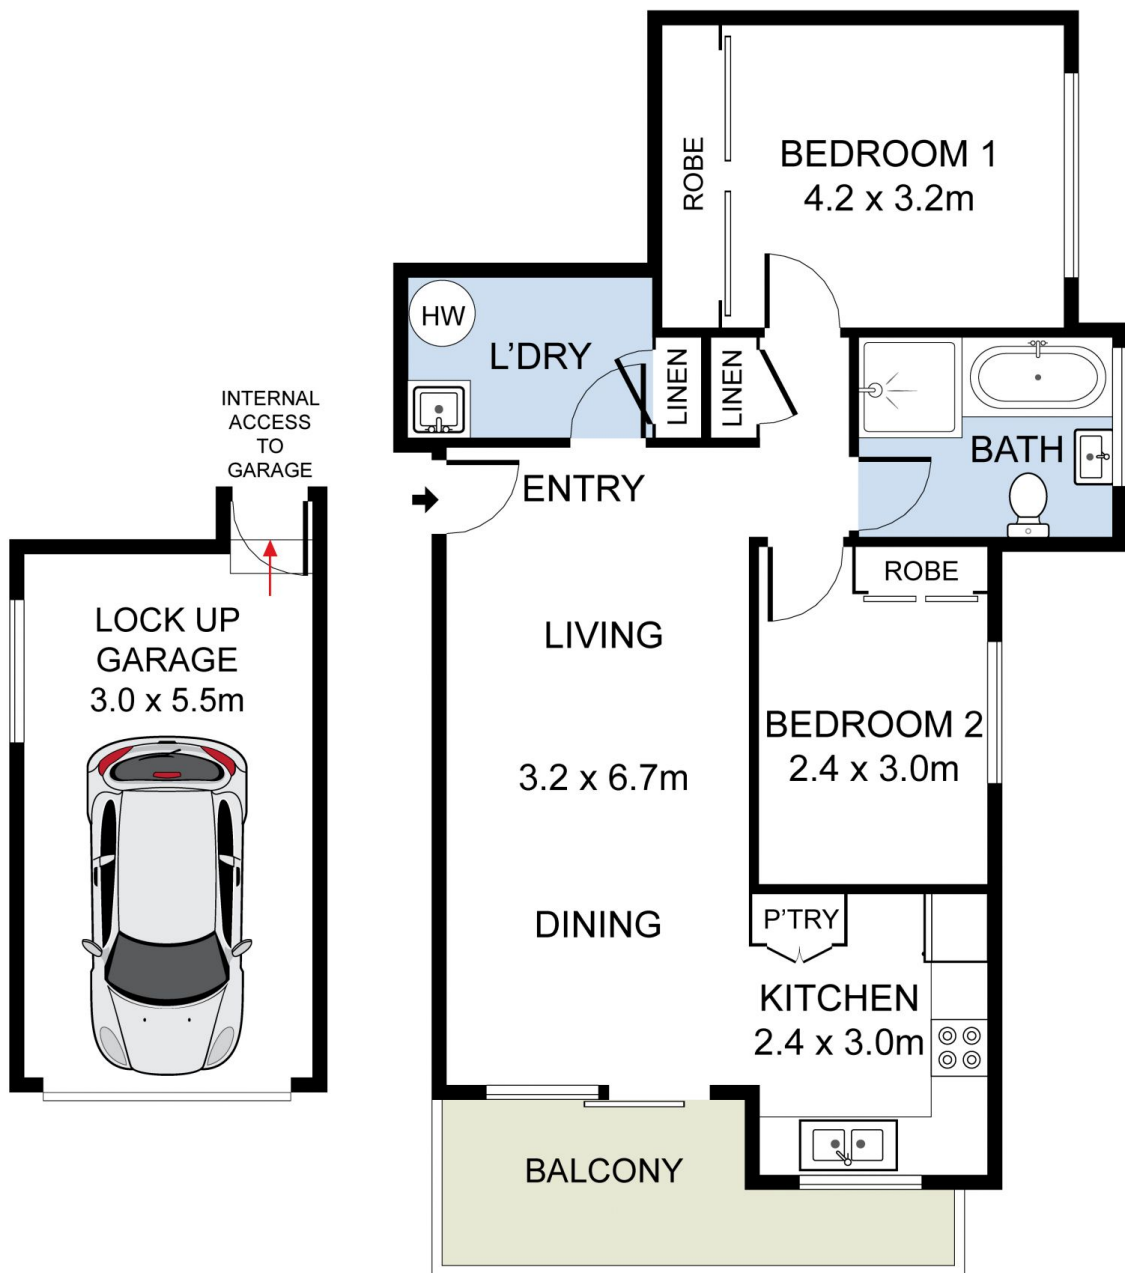 BEDROOM 1
4.2 x 3.2m
ROBE
HW
L'DRY
LINEN
LINEN
BATH
ENTRY
INTERNAL
ACCESS
TO
GARAGE
LOCK UP
GARAGE
3.0 x 5.5m
LIVING
3.2 x 6.7m
DINING
ROBE
BEDROOM 2
2.4 x 3.0m
P'TRY
KITCHEN
2.4 x 3.0m
BALCONY